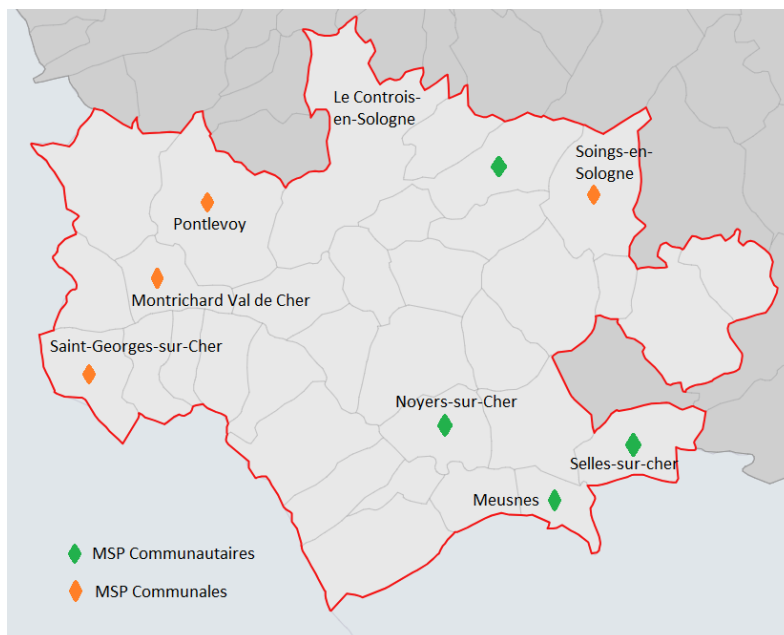 Le Controis-
en-Sologne
Soings-en-
Sologne
Pontlevoy
Montrichard Val de Cher
Saint-Georges-sur-Cher
Noyers-sur-Cher
Selles-sur-cher
Meusnes
MSP Communautaires
MSP Communales